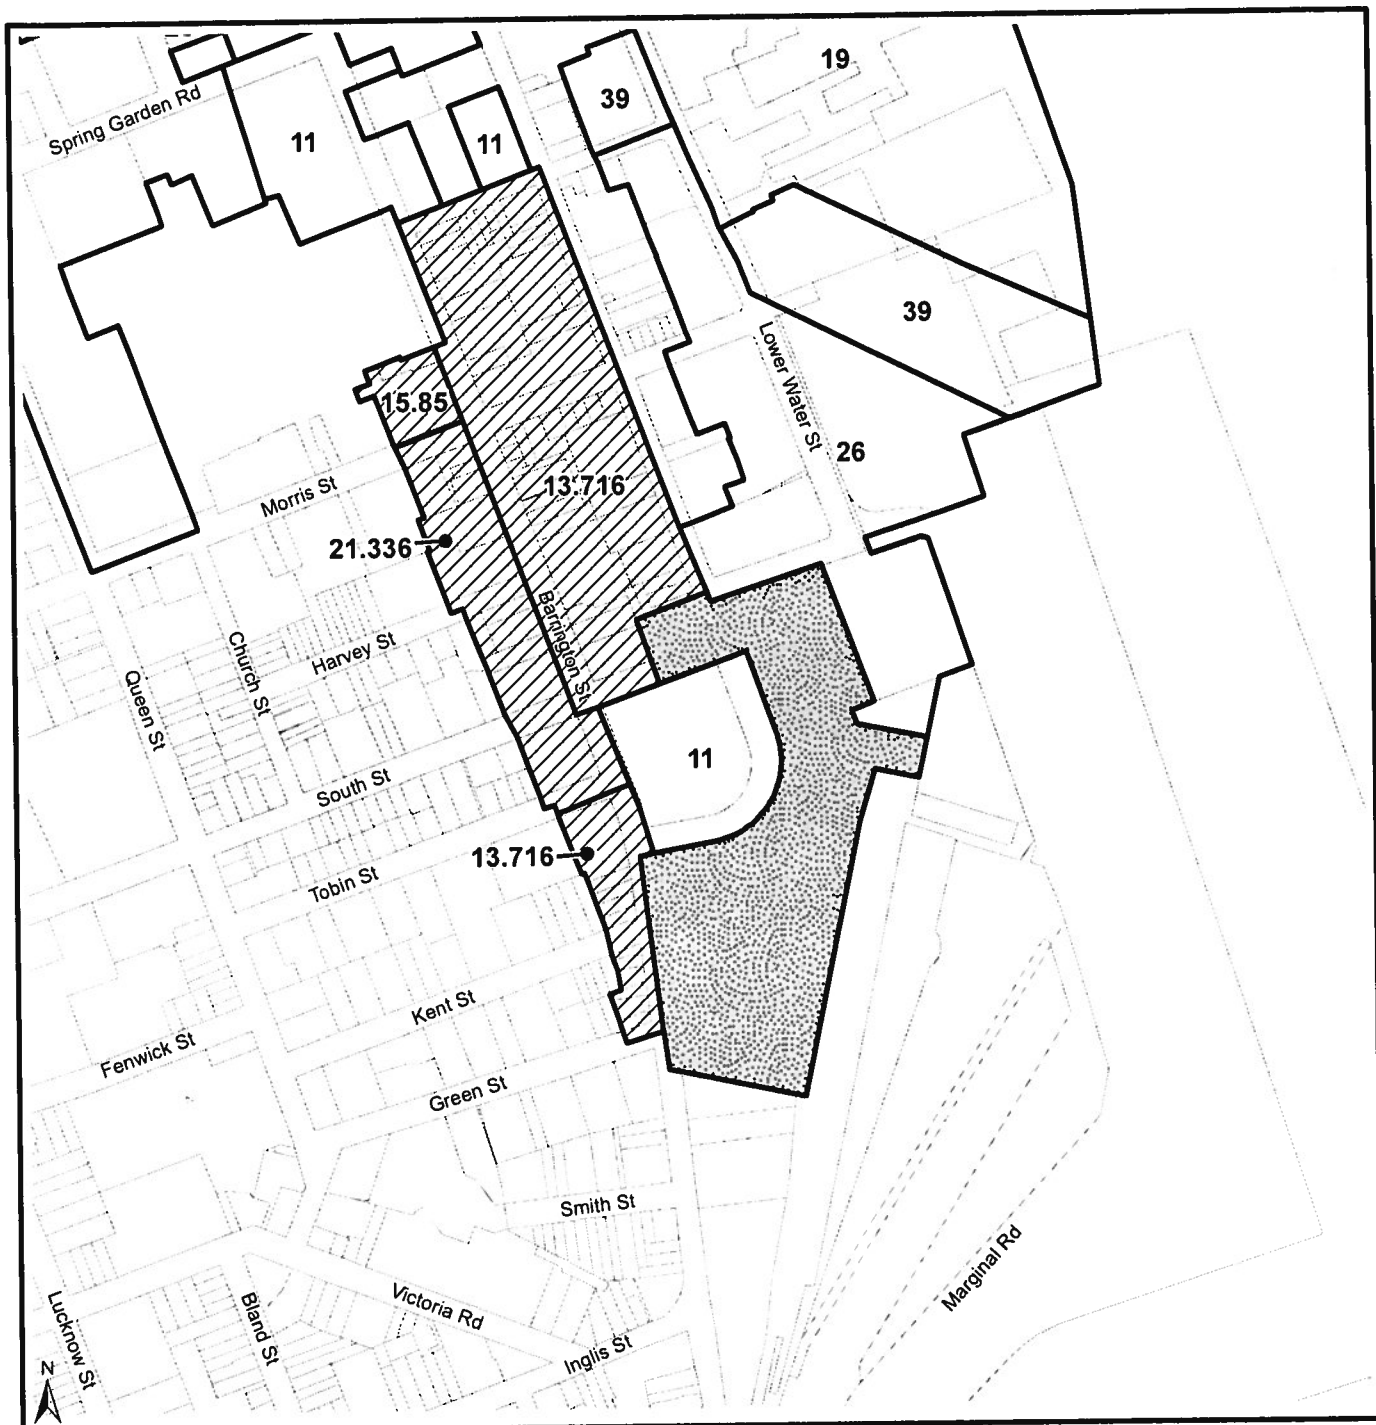 19
39
Spring Garden Rd
11
11
39
Lower Water St
15.85
26
13.716
Morris St
21.336
Barrington St
Harvey St
Church St
Queen St
11
South St
13.716
Tobin St
Kent St
Fenwick St
Green St
Smith St
Marginal Rd
Victoria Rd
Lucknow St
Bland St
Inglis St
N